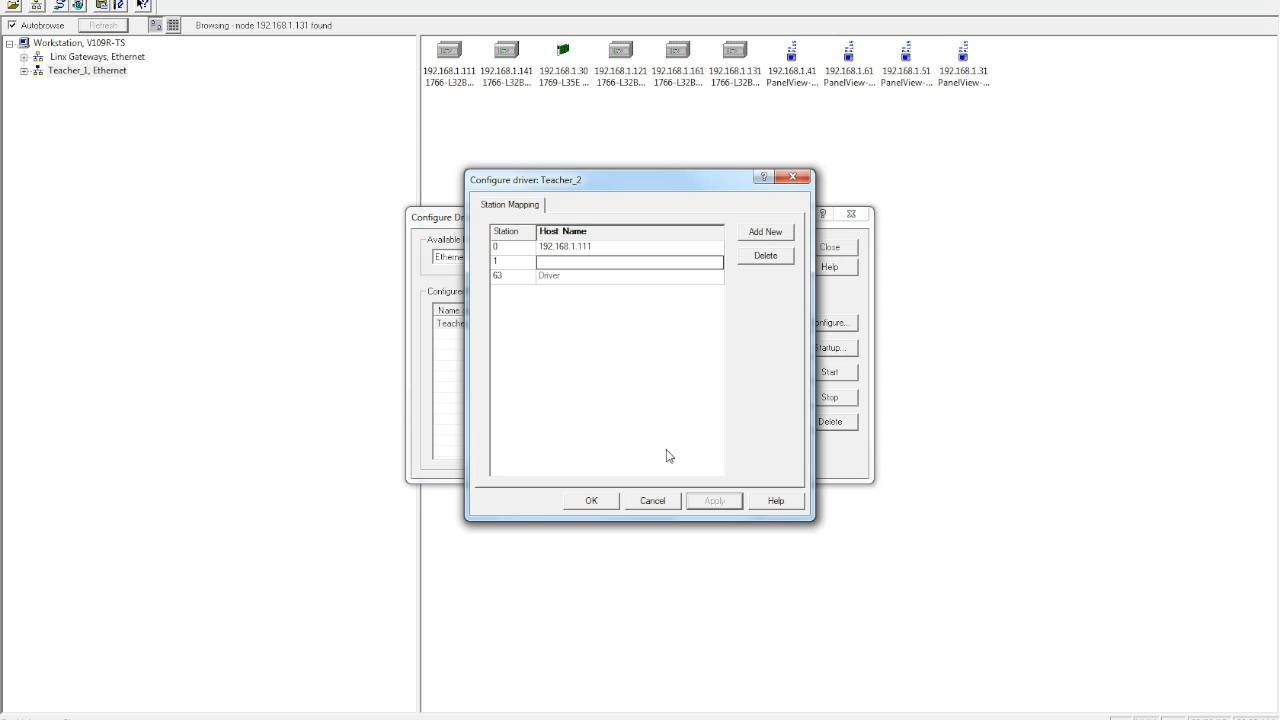 Autobrowse Refresh Browsing - node 192.168.1.131 found
Workstation, V109R-TS
Linx Gateways, Ethernet
Teacher_1, Ethernet
192.168.1.111 192.168.1.141 192.168.1.30 192.168.1.121 192.168.1.161 192.168.1.131 192.168.1.41 192.168.1.61 192.168.1.51 192.168.1.31
1766-L32B... 1766-L32B... 1769-L35E ... 1766-L32B... 1766-L32B... 1766-L32B... PanelView-... PanelView-... PanelView-... PanelView-...
Configure driver: Teacher_2
Station Mapping
Station Host Name
0 192.168.1.111
1
63 Driver
Add New
Delete
OK Cancel Apply Help
Configure Dr
Available
Etherne
Configure
Name
Teache
Close
Help
onfigure...
Startup...
Start
Stop
Delete